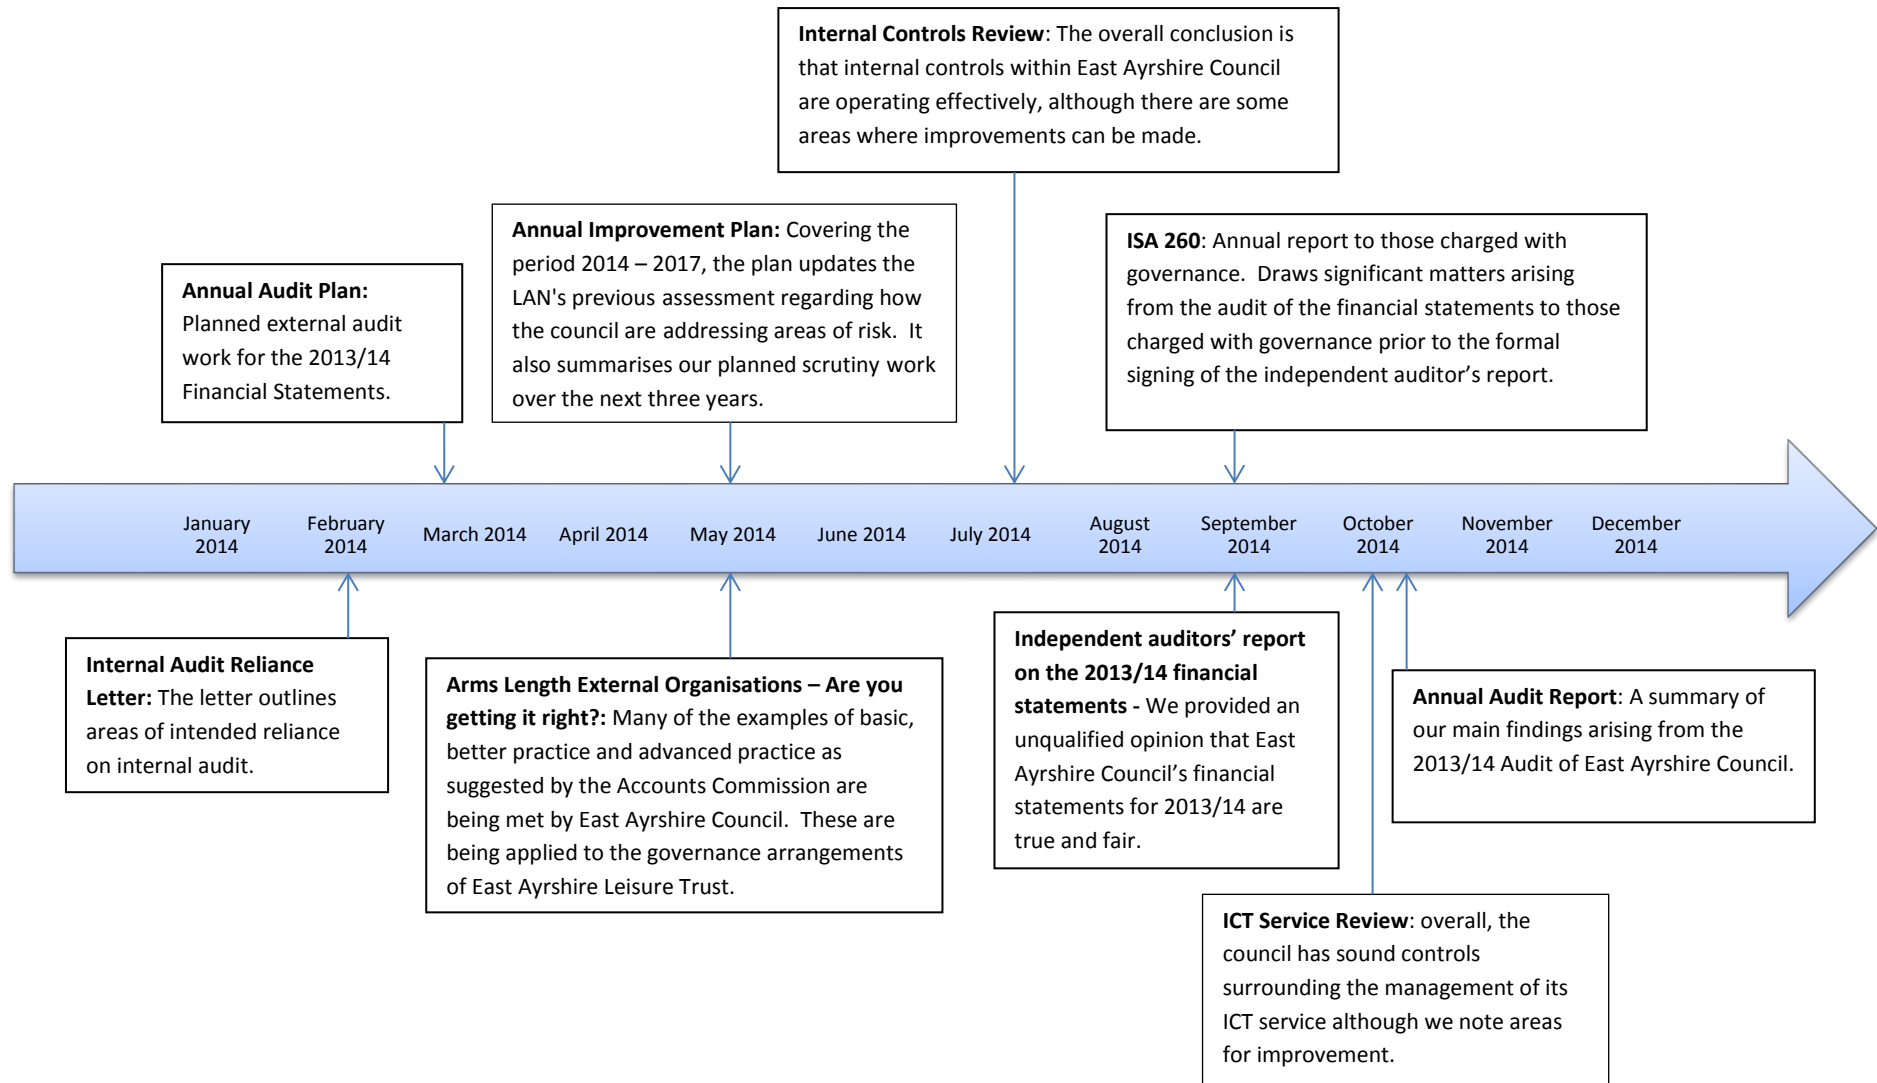 Internal Controls Review: The overall conclusion is
that internal controls within East Ayrshire Council
are operating effectively, although there are some
areas where improvements can be made.
Annual Audit Plan:
Planned external audit
work for the 2013/14
Financial Statements.
Annual Improvement Plan: Covering the
period 2014 – 2017, the plan updates the
LAN's previous assessment regarding how
the council are addressing areas of risk.  It
also summarises our planned scrutiny work
over the next three years.
ISA 260: Annual report to those charged with
governance.  Draws significant matters arising
from the audit of the financial statements to those
charged with governance prior to the formal
signing of the independent auditor’s report.
January
2014
February
2014
March 2014
April 2014
May 2014
June 2014
July 2014
August
2014
September
2014
October
2014
November
2014
December
2014
Internal Audit Reliance
Letter: The letter outlines
areas of intended reliance
on internal audit.
Arms Length External Organisations – Are you
getting it right?: Many of the examples of basic,
better practice and advanced practice as
suggested by the Accounts Commission are
being met by East Ayrshire Council.  These are
being applied to the governance arrangements
of East Ayrshire Leisure Trust.
Independent auditors’ report
on the 2013/14 financial
statements - We provided an
unqualified opinion that East
Ayrshire Council’s financial
statements for 2013/14 are
true and fair.
Annual Audit Report: A summary of
our main findings arising from the
2013/14 Audit of East Ayrshire Council.
ICT Service Review: overall, the
council has sound controls
surrounding the management of its
ICT service although we note areas
for improvement.